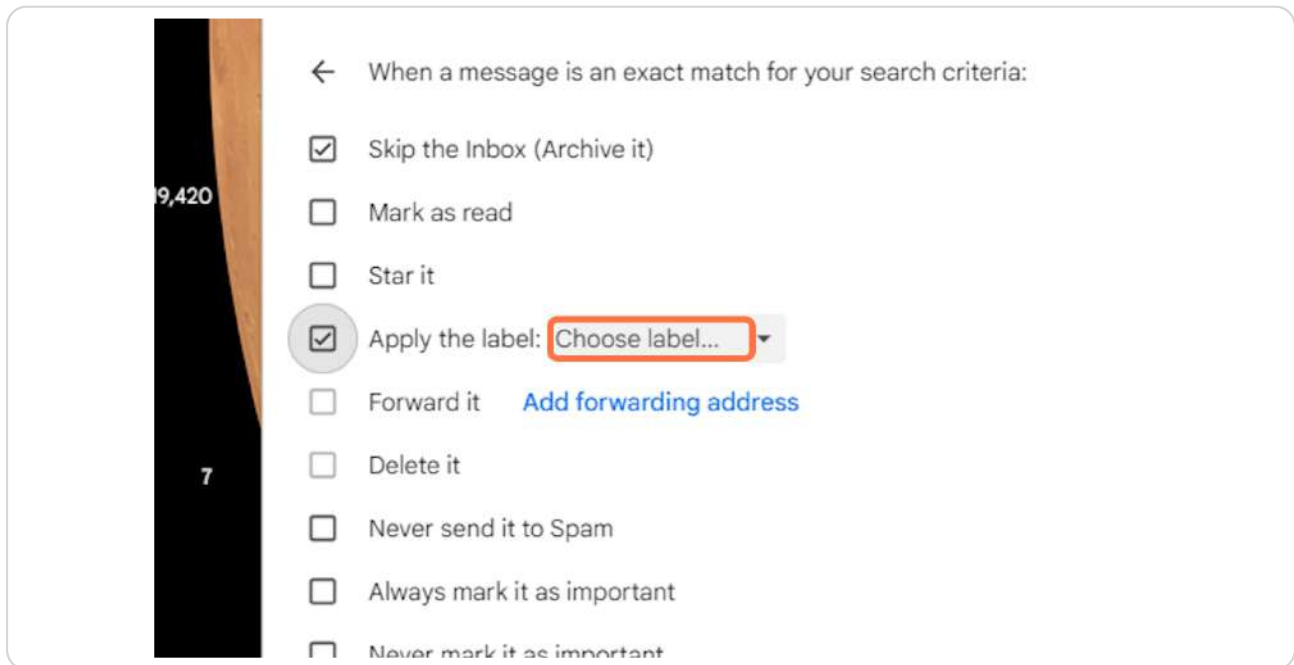 When a message is an exact match for your search criteria:
Skip the Inbox (Archive it)
19,420
Mark as read
Star it
Apply the label: Choose label...
Forward it Add forwarding address
Delete it
7
Never send it to Spam
Always mark it as important
Never mark it as important